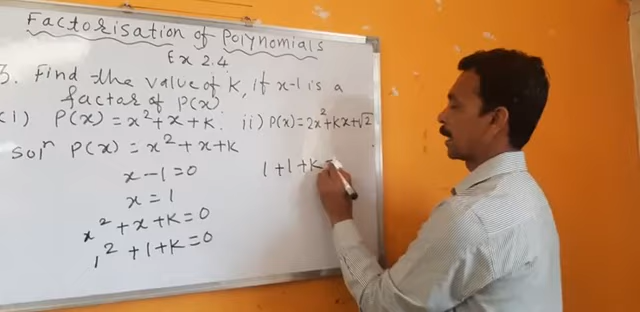 Factorisation of Polynomials
Ex 2.4
3. Find the value of K, if x-1 is a
factor of P(x).
(i) P(x) = x² + x + K. ii) P(x) = 2x² + Kx + √2
Solⁿ P(x) = x² + x + K
x - 1 = 0
x = 1
x² + x + K = 0
1² + 1 + K = 0
1 + 1 + K =